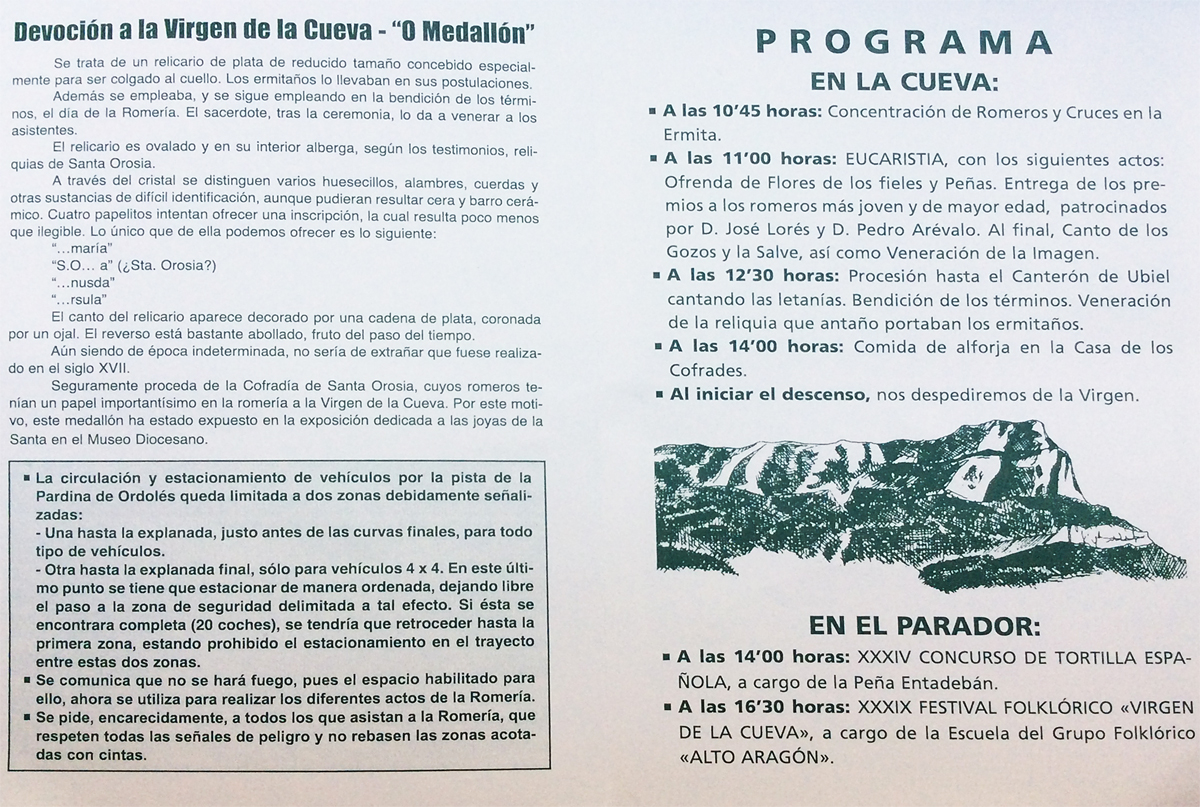 Devoción a la Virgen de la Cueva - “O Medallón”
Se trata de un relicario de plata de reducido tamaño concebido especial-
mente para ser colgado al cuello. Los ermitaños lo llevaban en sus postulaciones.
Además se empleaba, y se sigue empleando en la bendición de los térmi-
nos, el día de la Romería. El sacerdote, tras la ceremonia, lo da a venerar a los
asistentes.
El relicario es ovalado y en su interior alberga, según los testimonios, reli-
quias de Santa Orosia.
A través del cristal se distinguen varios huesecillos, alambres, cuerdas y
otras sustancias de difícil identificación, aunque pudieran resultar cera y barro cerá-
mico. Cuatro papelitos intentan ofrecer una inscripción, la cual resulta poco menos
que ilegible. Lo único que de ella podemos ofrecer es lo siguiente:
“...maría”
“S.O... a” (¿Sta. Orosia?)
“...nusda”
“...rsula”
El canto del relicario aparece decorado por una cadena de plata, coronada
por un ojal. El reverso está bastante abollado, fruto del paso del tiempo.
Aún siendo de época indeterminada, no sería de extrañar que fuese realiza-
do en el siglo XVII.
Seguramente proceda de la Cofradía de Santa Orosia, cuyos romeros te-
nían un papel importantísimo en la romería a la Virgen de la Cueva. Por este moti-
vo, este medallón ha estado expuesto en la exposición dedicada a las joyas de la
Santa en el Museo Diocesano.
▪ La circulación y estacionamiento de vehículos por la pista de la
Pardina de Ordolés queda limitada a dos zonas debidamente señali-
zadas:
- Una hasta la explanada, justo antes de las curvas finales, para todo
tipo de vehículos.
- Otra hasta la explanada final, sólo para vehículos 4 x 4. En este últi-
mo punto se tiene que estacionar de manera ordenada, dejando libre
el paso a la zona de seguridad delimitada a tal efecto. Si ésta se
encontrara completa (20 coches), se tendría que retroceder hasta la
primera zona, estando prohibido el estacionamiento en el trayecto
entre estas dos zonas.
▪ Se comunica que no se hará fuego, pues el espacio habilitado para
ello, ahora se utiliza para realizar los diferentes actos de la Romería.
▪ Se pide, encarecidamente, a todos los que asistan a la Romería, que
respeten todas las señales de peligro y no rebasen las zonas acota-
das con cintas.
PROGRAMA
EN LA CUEVA:
▪ A las 10’45 horas: Concentración de Romeros y Cruces en la
Ermita.
▪ A las 11’00 horas: EUCARISTIA, con los siguientes actos:
Ofrenda de Flores de los fieles y Peñas. Entrega de los pre-
mios a los romeros más joven y de mayor edad, patrocinados
por D. José Lorés y D. Pedro Arévalo. Al final, Canto de los
Gozos y la Salve, así como Veneración de la Imagen.
▪ A las 12’30 horas: Procesión hasta el Canterón de Ubiel
cantando las letanías. Bendición de los términos. Veneración
de la reliquia que antaño portaban los ermitaños.
▪ A las 14’00 horas: Comida de alforja en la Casa de los
Cofrades.
▪ Al iniciar el descenso, nos despediremos de la Virgen.
EN EL PARADOR:
▪ A las 14’00 horas: XXXIV CONCURSO DE TORTILLA ESPA-
ÑOLA, a cargo de la Peña Entadebán.
▪ A las 16’30 horas: XXXIX FESTIVAL FOLKLÓRICO «VIRGEN
DE LA CUEVA», a cargo de la Escuela del Grupo Folklórico
«ALTO ARAGÓN».